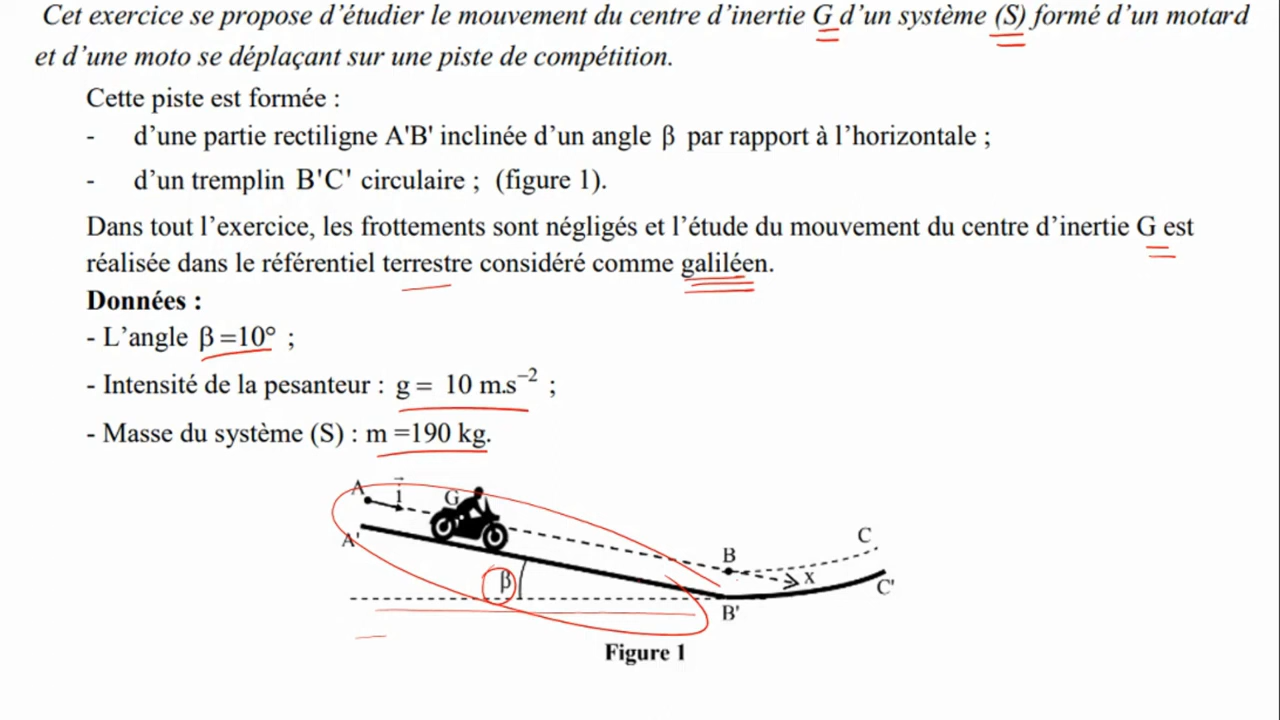 Cet exercice se propose d’étudier le mouvement du centre d’inertie G d’un système (S) formé d’un motard
et d’une moto se déplaçant sur une piste de compétition.
Cette piste est formée :
- d’une partie rectiligne A'B' inclinée d’un angle β par rapport à l’horizontale ;
- d’un tremplin B'C' circulaire ; (figure 1).
Dans tout l’exercice, les frottements sont négligés et l’étude du mouvement du centre d’inertie G est
réalisée dans le référentiel terrestre considéré comme galiléen.
Données :
- L’angle β =10° ;
- Intensité de la pesanteur : g = 10 m.s⁻² ;
- Masse du système (S) : m =190 kg.
A i⃗ G
A'
B C
β x C'
B'
Figure 1